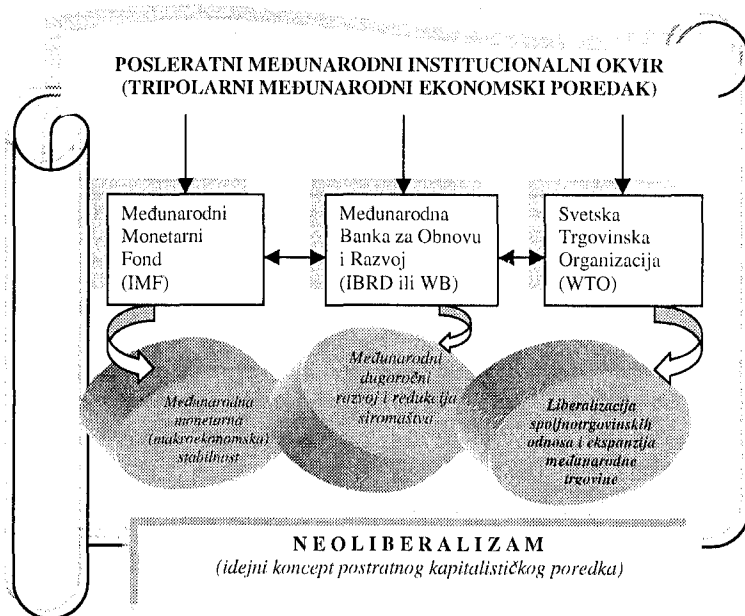 POSLERATNI MEĐUNARODNI INSTITUCIONALNI OKVIR
(TRIPOLARNI MEĐUNARODNI EKONOMSKI POREDAK)
Međunarodni
Monetarni
Fond
(IMF)
Međunarodna
Banka za Obnovu
i Razvoj
(IBRD ili WB)
Svetska
Trgovinska
Organizacija
(WTO)
Međunarodna
monetarna
(makroekonomska)
stabilnost
Međunarodni
dugoročni
razvoj i redukcija
siromaštva
Liberalizacija
spoljnotrgovinskih
odnosa i ekspanzija
međunarodne
trgovine
NEOLIBERALIZAM
(idejni koncept postratnog kapitalističkog poredka)